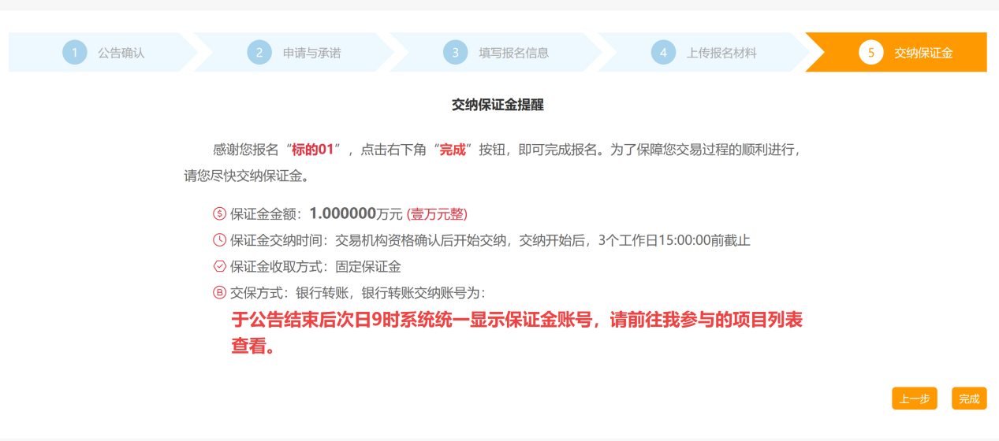 1 公告确认 2 申请与承诺 3 填写报名信息 4 上传报名材料 5 交纳保证金
交纳保证金提醒
感谢您报名“标的01”，点击右下角“完成”按钮，即可完成报名。为了保障您交易过程的顺利进行，
请您尽快交纳保证金。
保证金金额：1.000000万元 (壹万元整)
保证金交纳时间：交易机构资格确认后开始交纳，交纳开始后，3个工作日15:00:00前截止
保证金收取方式：固定保证金
交保方式：银行转账，银行转账交纳账号为：
于公告结束后次日9时系统统一显示保证金账号，请前往我参与的项目列表
查看。
上一步 完成